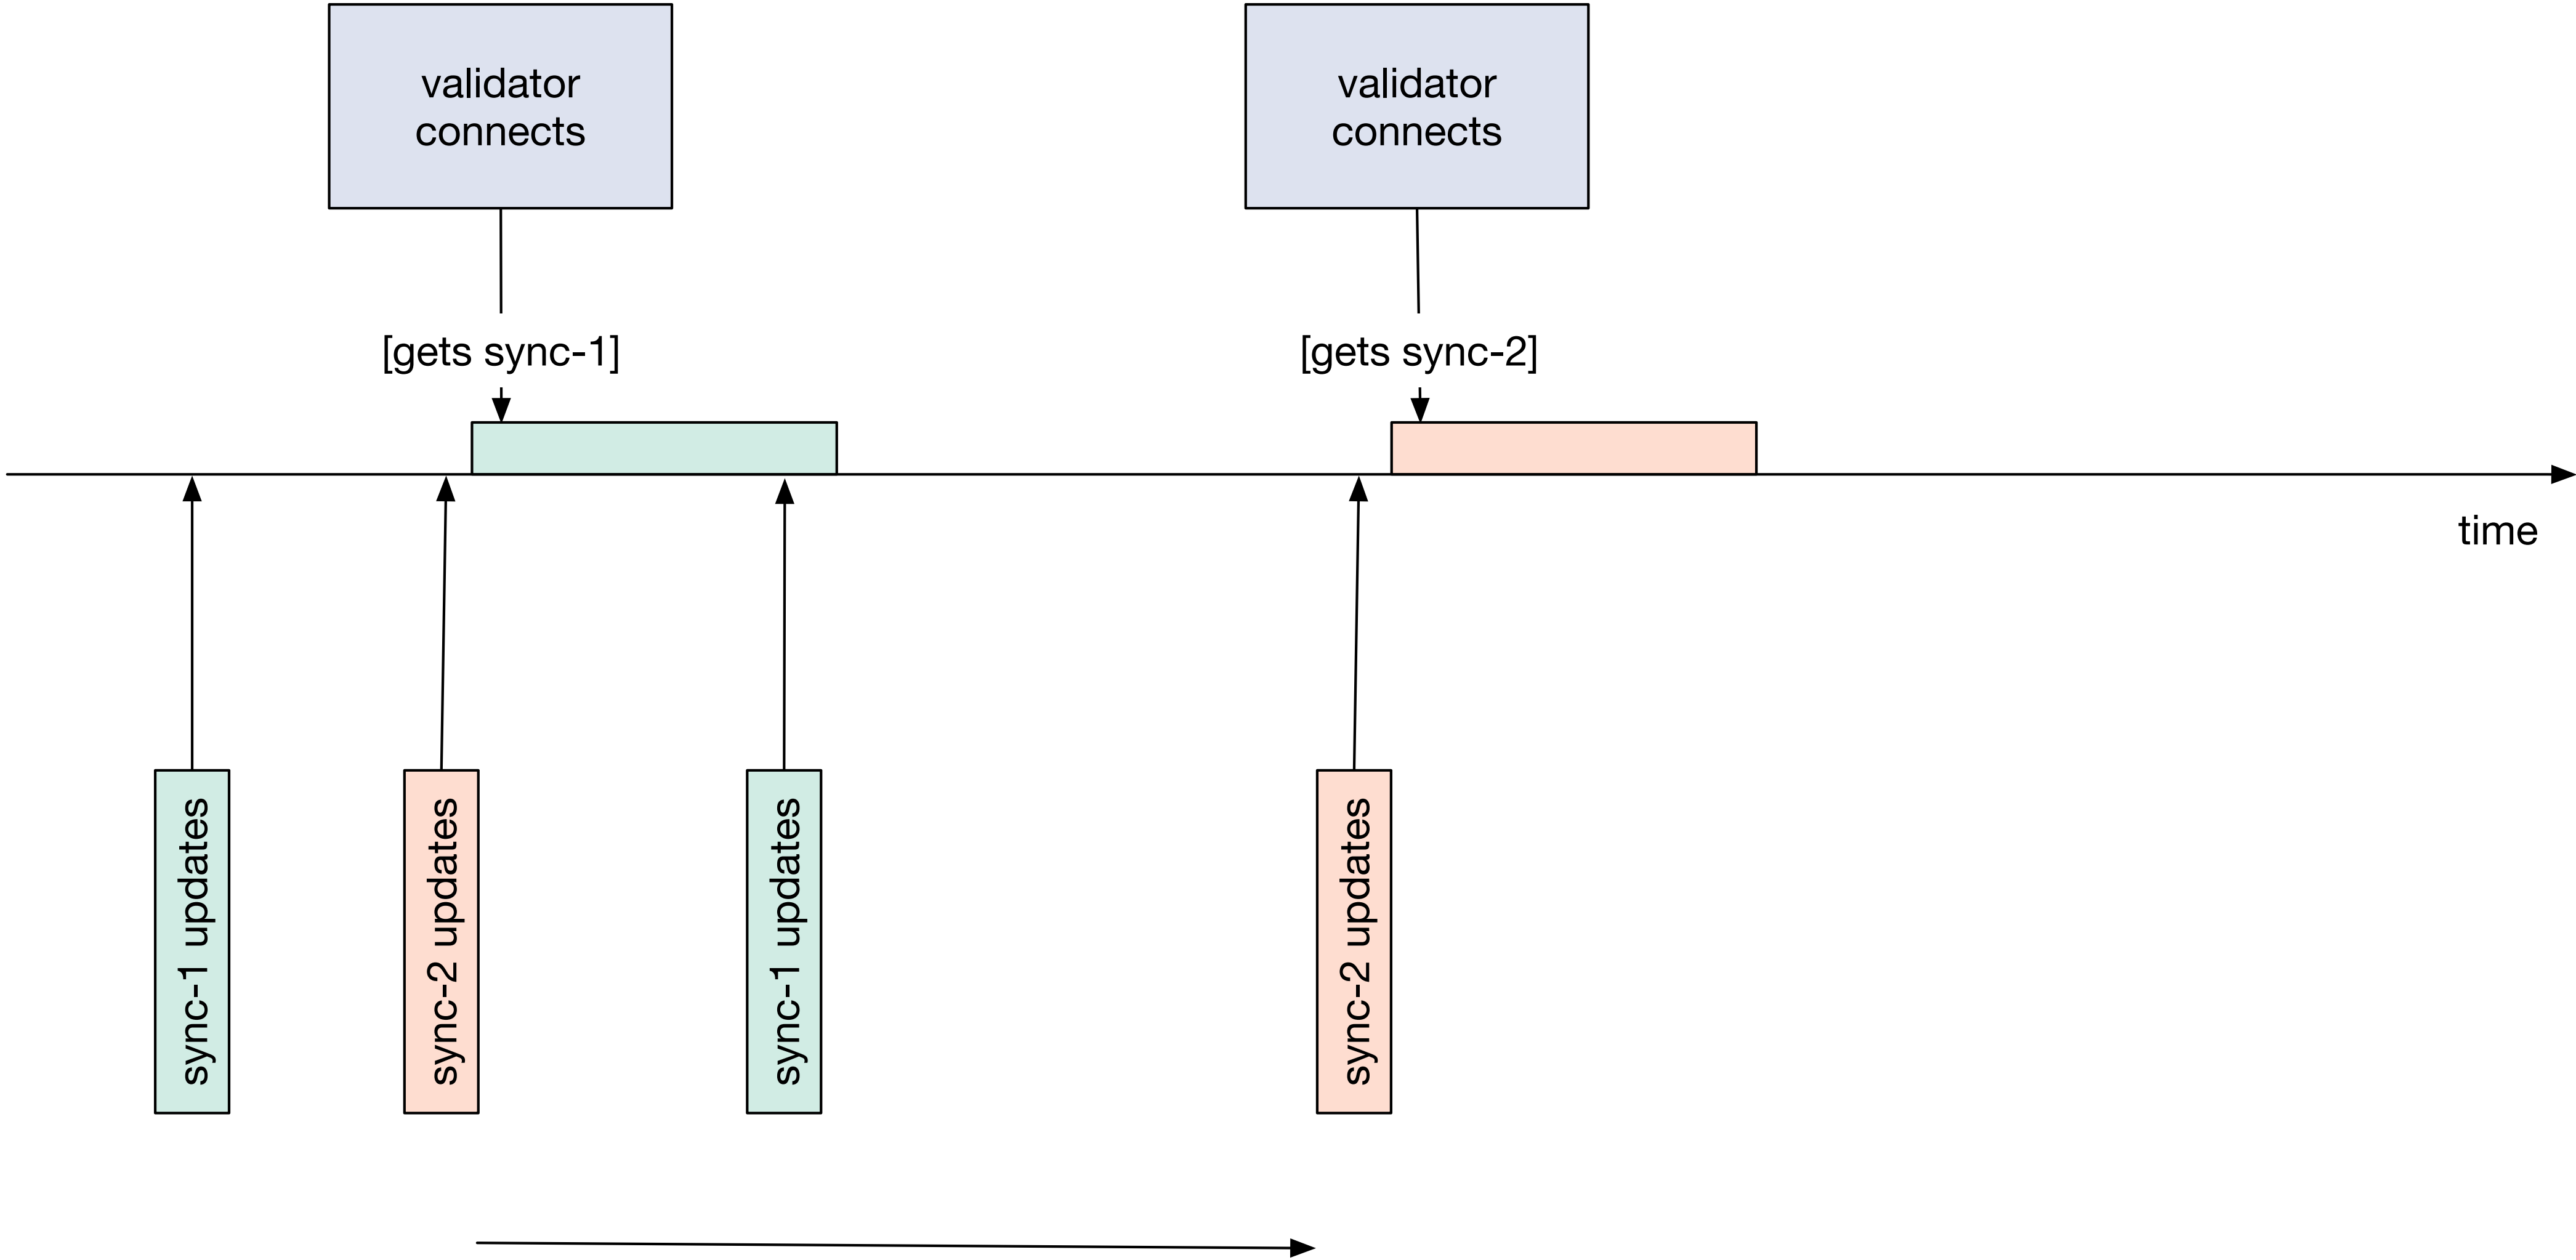 validator
connects
validator
connects
[gets sync-1]
[gets sync-2]
time
sync-1 updates
sync-2 updates
sync-1 updates
sync-2 updates